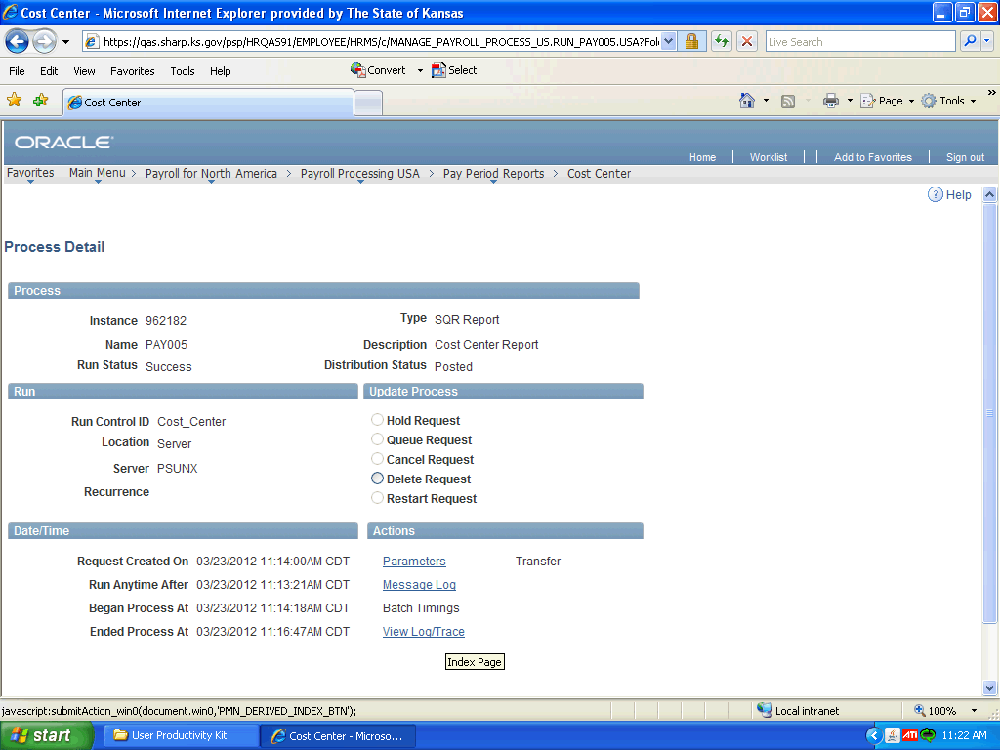 Cost Center - Microsoft Internet Explorer provided by The State of Kansas
https://qas.sharp.ks.gov/psp/HRQAS91/EMPLOYEE/HRMS/c/MANAGE_PAYROLL_PROCESS_US.RUN_PAY005.USA?Fol
Live Search
File Edit View Favorites Tools Help Convert Select
Cost Center Page Tools »
ORACLE
Home Worklist Add to Favorites Sign out
Favorites Main Menu > Payroll for North America > Payroll Processing USA > Pay Period Reports > Cost Center
? Help
Process Detail
Process
Instance 962182 Type SQR Report
Name PAY005 Description Cost Center Report
Run Status Success Distribution Status Posted
Run Update Process
Run Control ID Cost_Center Hold Request
Location Server Queue Request
Cancel Request
Server PSUNX Delete Request
Recurrence Restart Request
Date/Time Actions
Request Created On 03/23/2012 11:14:00AM CDT Parameters Transfer
Run Anytime After 03/23/2012 11:13:21AM CDT Message Log
Began Process At 03/23/2012 11:14:18AM CDT Batch Timings
Ended Process At 03/23/2012 11:16:47AM CDT View Log/Trace
Index Page
javascript:submitAction_win0(document.win0,'PMN_DERIVED_INDEX_BTN'); Local intranet 100%
start User Productivity Kit Cost Center - Microso... ATI 11:22 AM